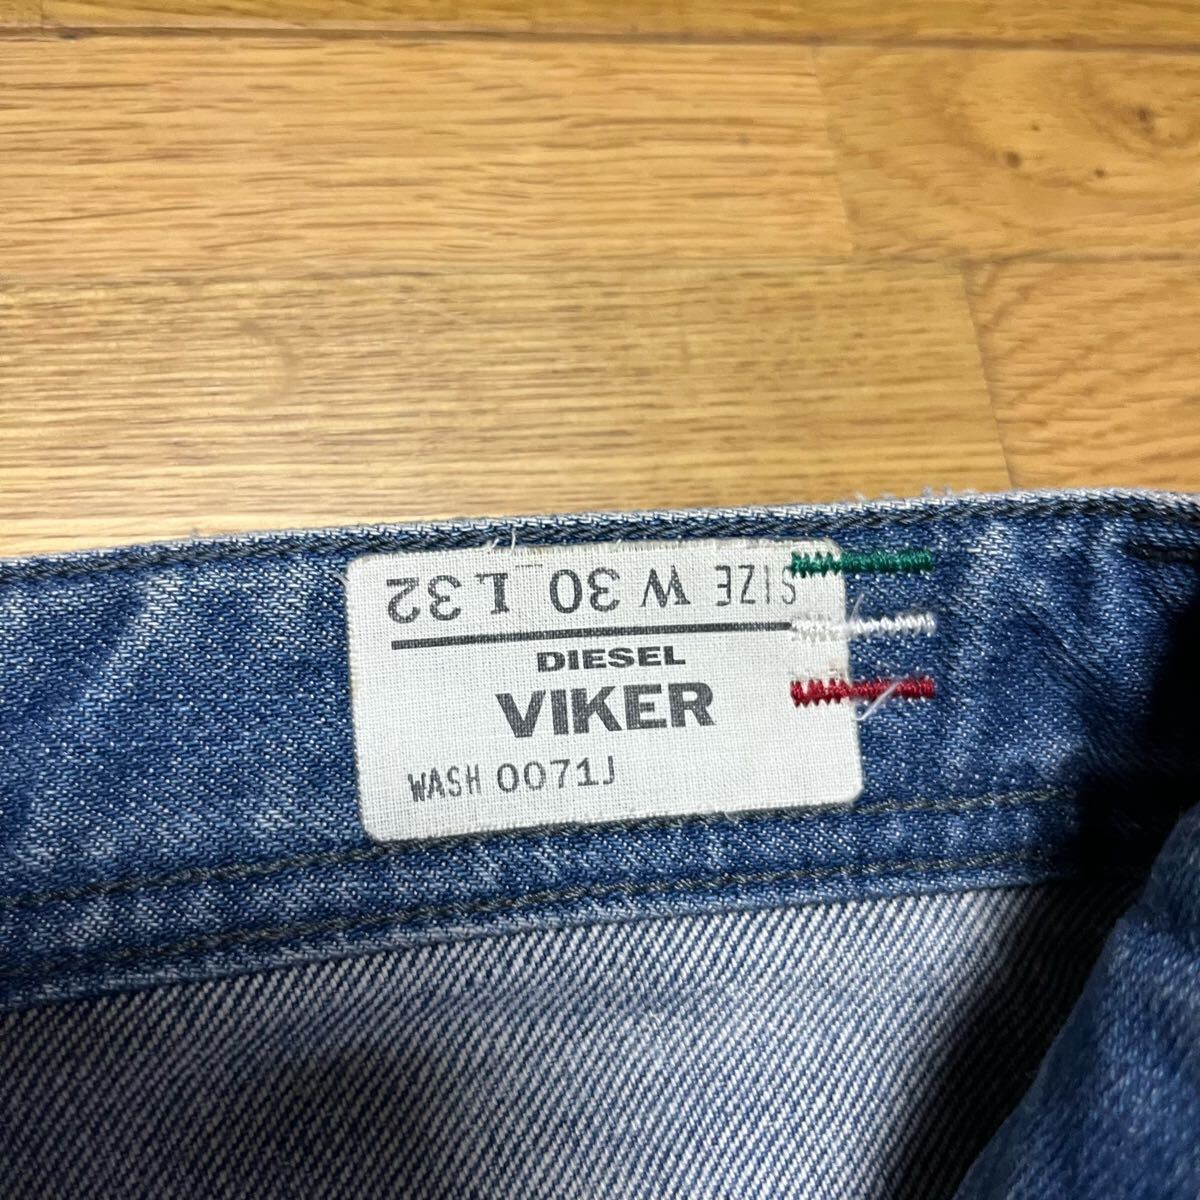 SIZE W 30 L 32
DIESEL
VIKER
WASH 0071J